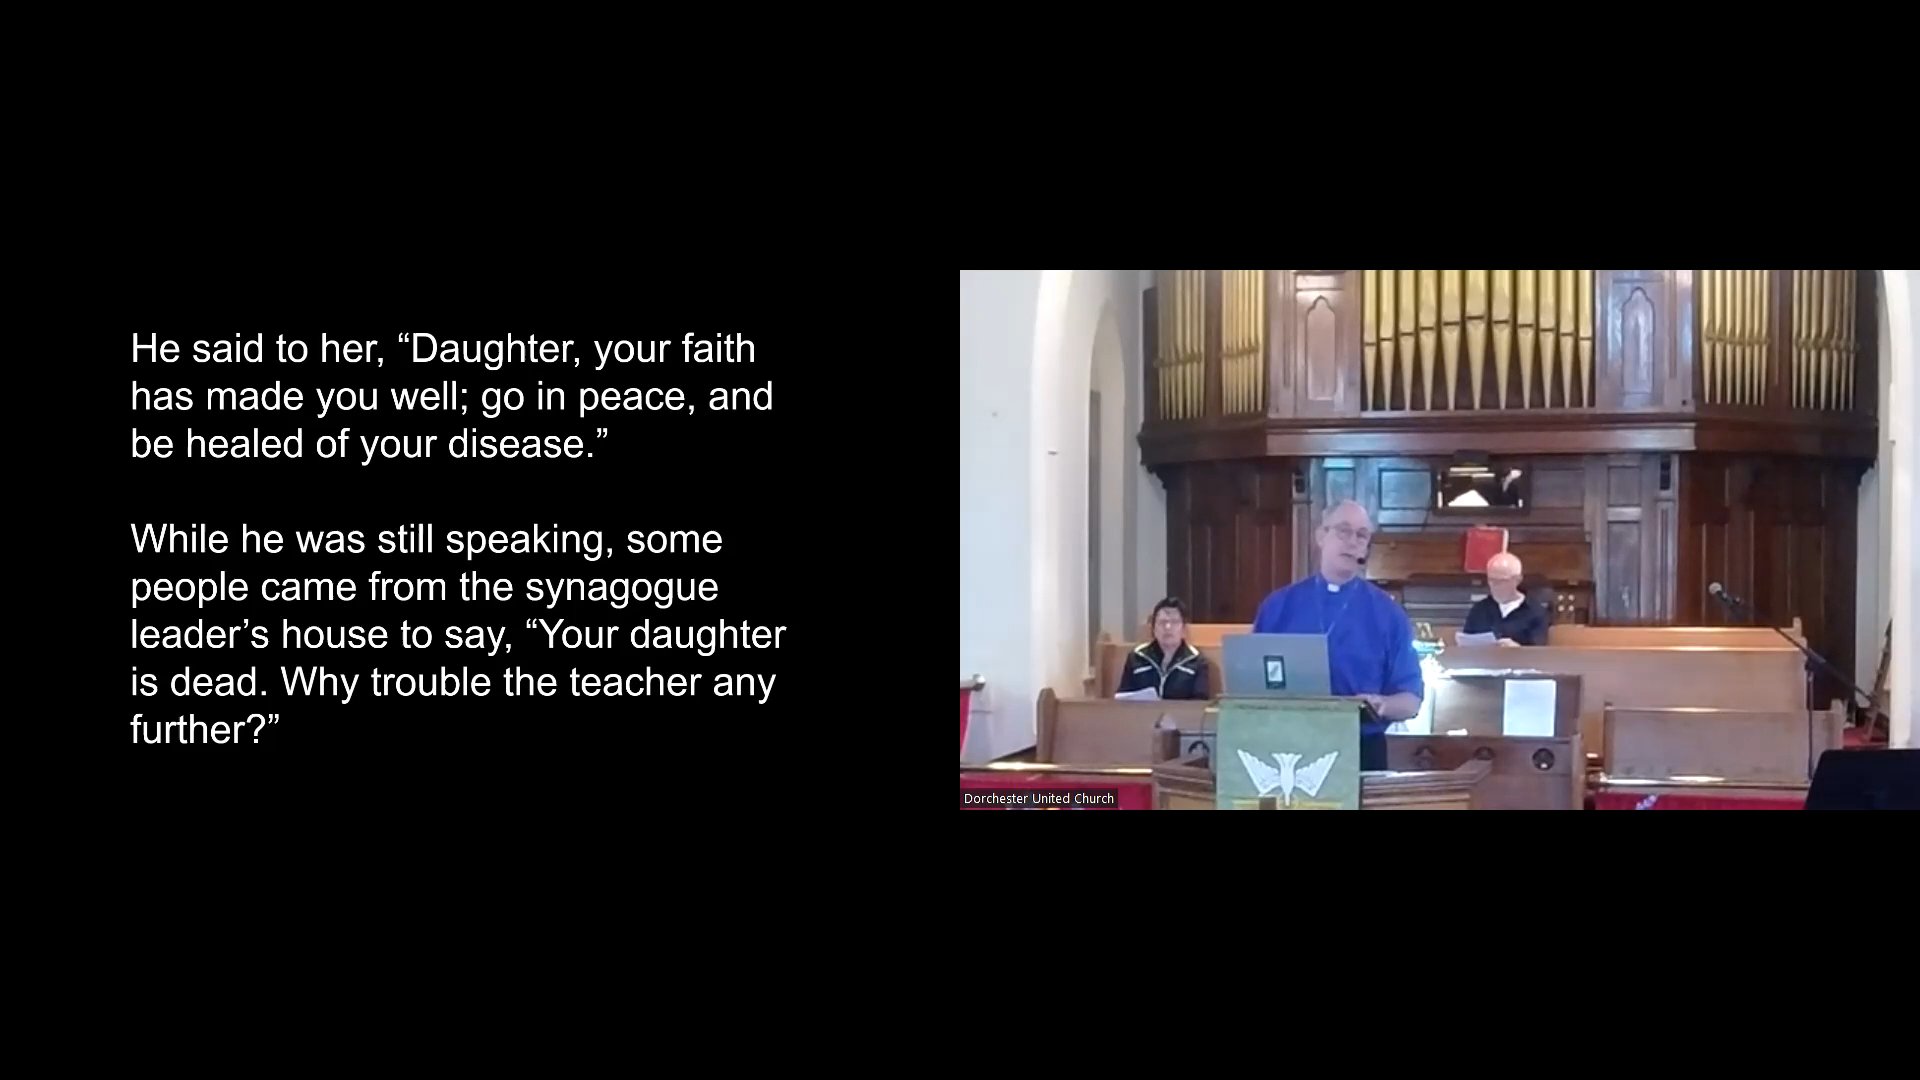 He said to her, “Daughter, your faith
has made you well; go in peace, and
be healed of your disease.”
While he was still speaking, some
people came from the synagogue
leader’s house to say, “Your daughter
is dead. Why trouble the teacher any
further?”
Dorchester United Church